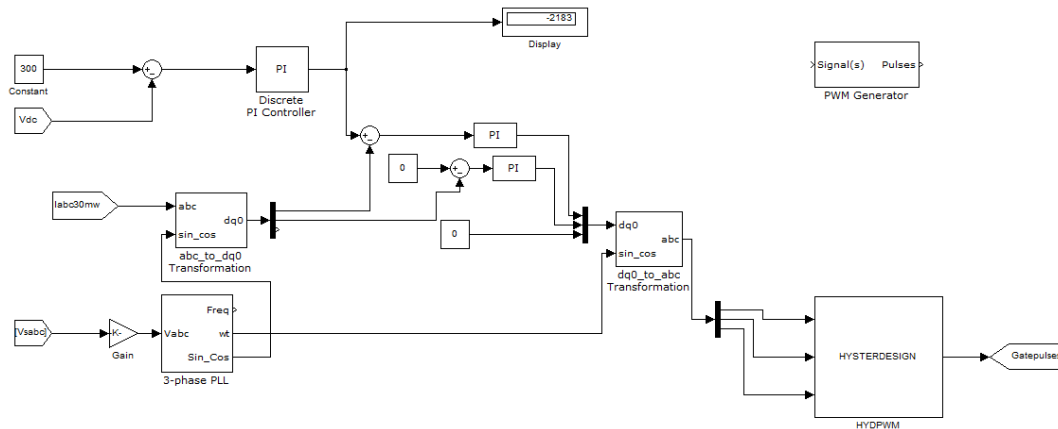 -2183
Display
300
Constant
PI
Discrete
PI Controller
Signal(s) Pulses
PWM Generator
Vdc
PI
0
PI
Iabc30mw
abc
dq0
sin_cos
abc_to_dq0
Transformation
0
dq0
abc
sin_cos
dq0_to_abc
Transformation
[Vsabc]
K-
Gain
Freq
Vabc
wt
Sin_Cos
3-phase PLL
HYSTERDESIGN
HYDPWM
Gatepulses